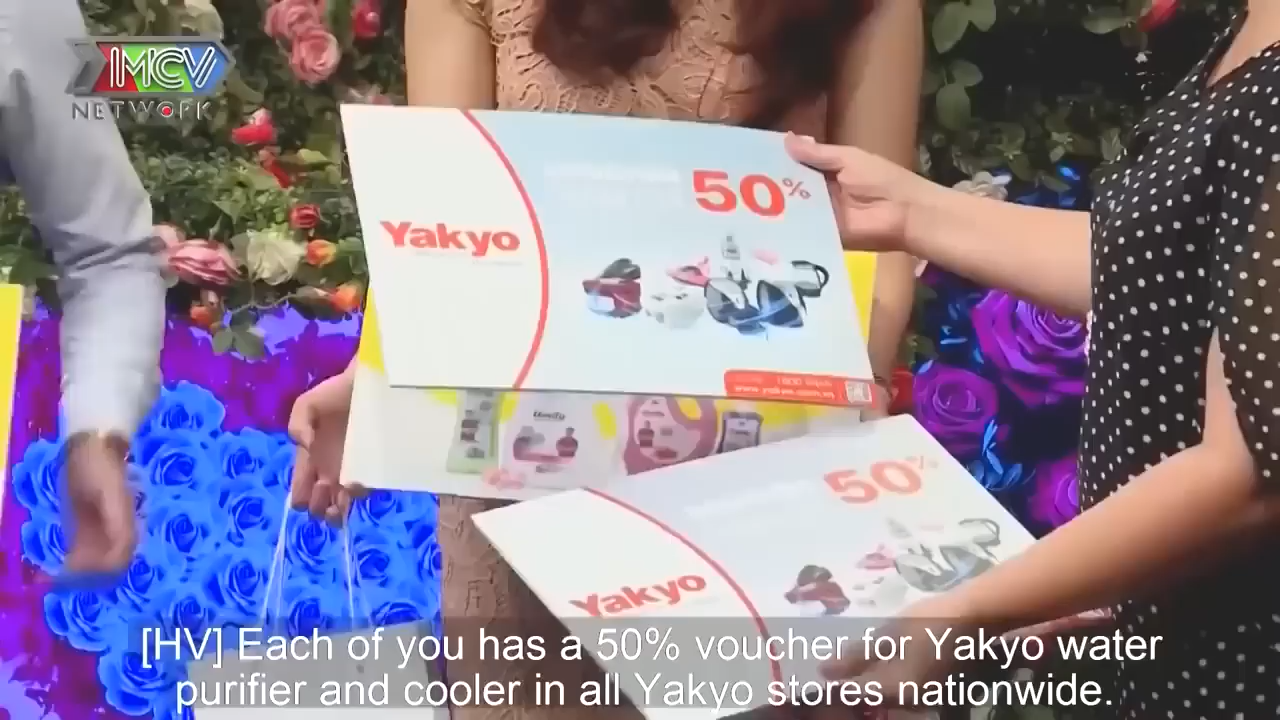 MCV
NETWORK
50%
Yakyo
50%
Yakyo
[HV] Each of you has a 50% voucher for Yakyo water
purifier and cooler in all Yakyo stores nationwide.